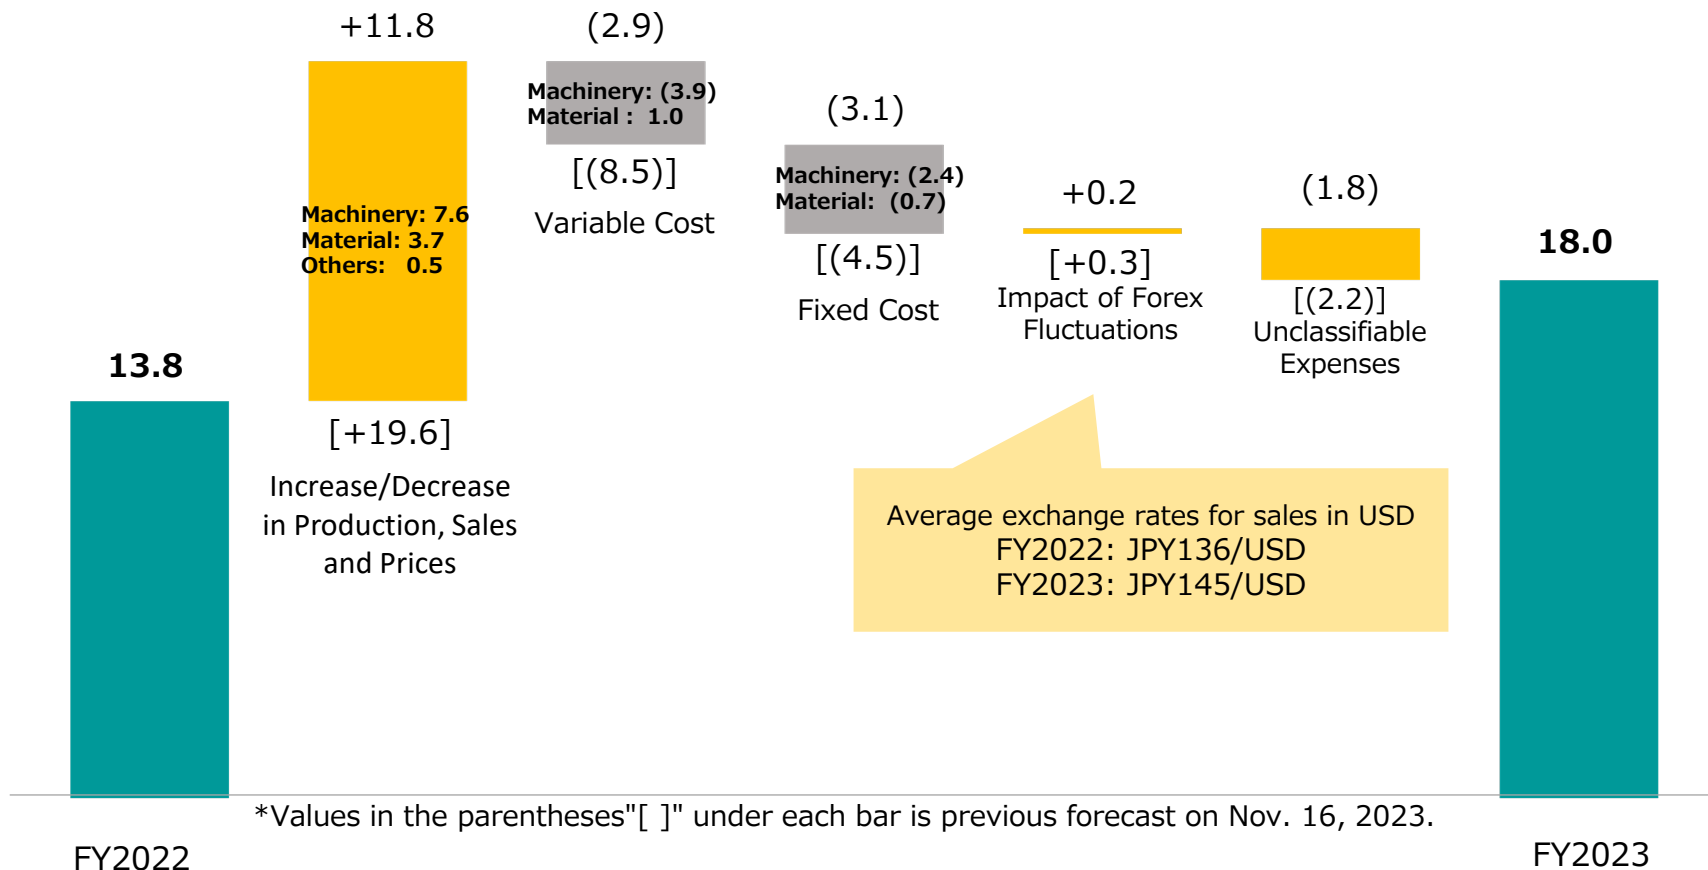 +11.8
Machinery: 7.6
Material: 3.7
Others: 0.5
[+19.6]
Increase/Decrease
in Production, Sales
and Prices
(2.9)
Machinery: (3.9)
Material : 1.0
[(8.5)]
Variable Cost
(3.1)
Machinery: (2.4)
Material: (0.7)
[(4.5)]
Fixed Cost
+0.2
[+0.3]
Impact of Forex
Fluctuations
(1.8)
[(2.2)]
Unclassifiable
Expenses
18.0
13.8
Average exchange rates for sales in USD
FY2022: JPY136/USD
FY2023: JPY145/USD
*Values in the parentheses"[ ]" under each bar is previous forecast on Nov. 16, 2023.
FY2022
FY2023